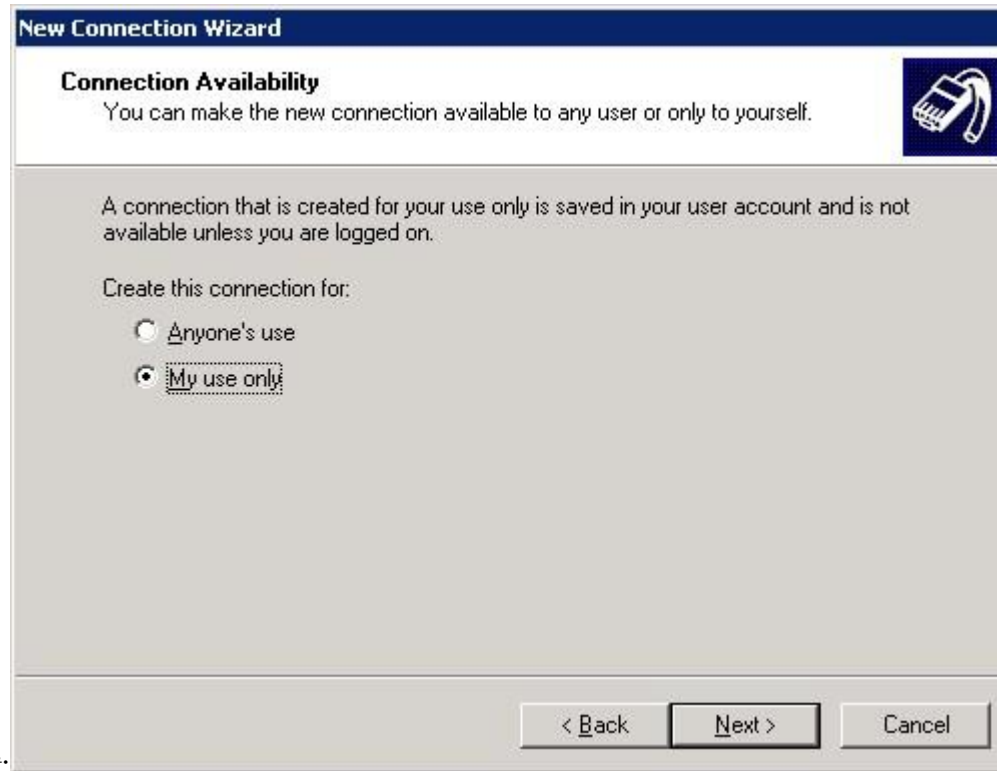 New Connection Wizard
Connection Availability
You can make the new connection available to any user or only to yourself.
A connection that is created for your use only is saved in your user account and is not
available unless you are logged on.
Create this connection for:
Anyone's use
My use only
< Back Next > Cancel